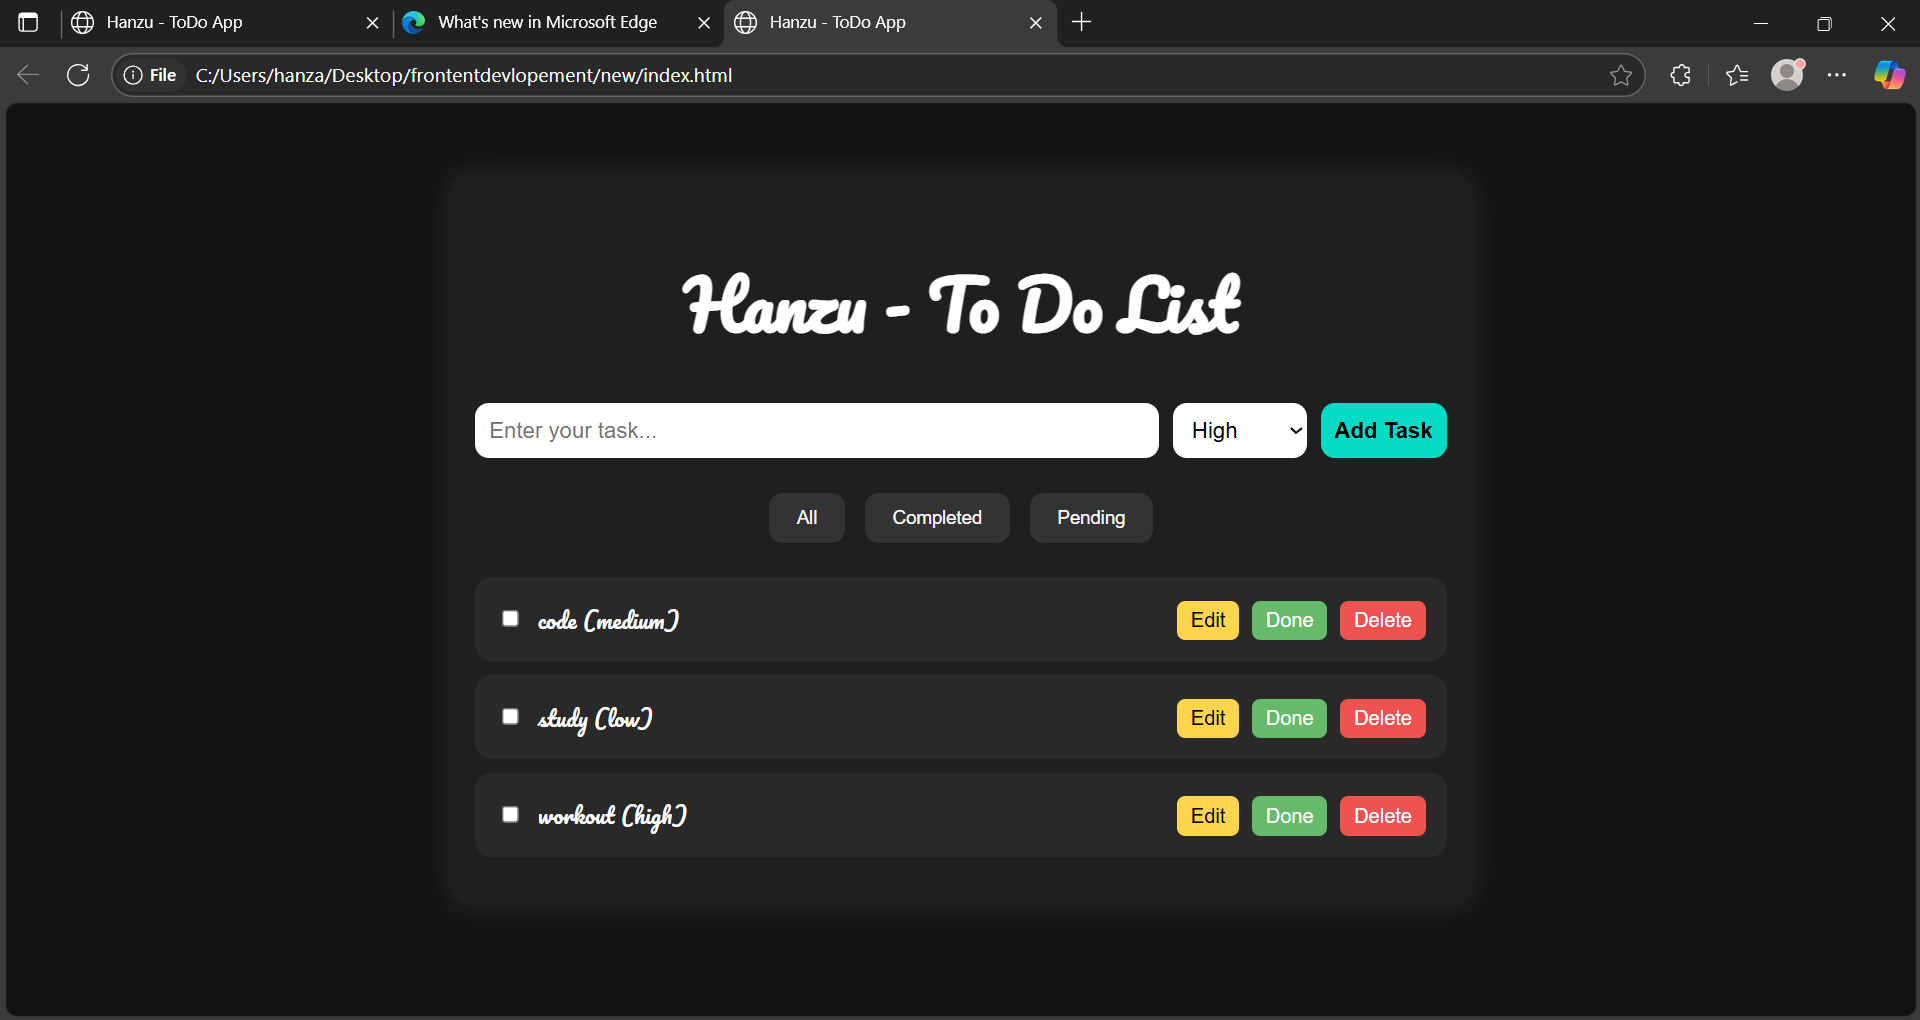 Hanzu - ToDo App What's new in Microsoft Edge Hanzu - ToDo App
File C:/Users/hanza/Desktop/frontentdevlopement/new/index.html
Hanzu - To Do List
Enter your task... High Add Task
All Completed Pending
code (medium) Edit Done Delete
study (low) Edit Done Delete
workout (high) Edit Done Delete